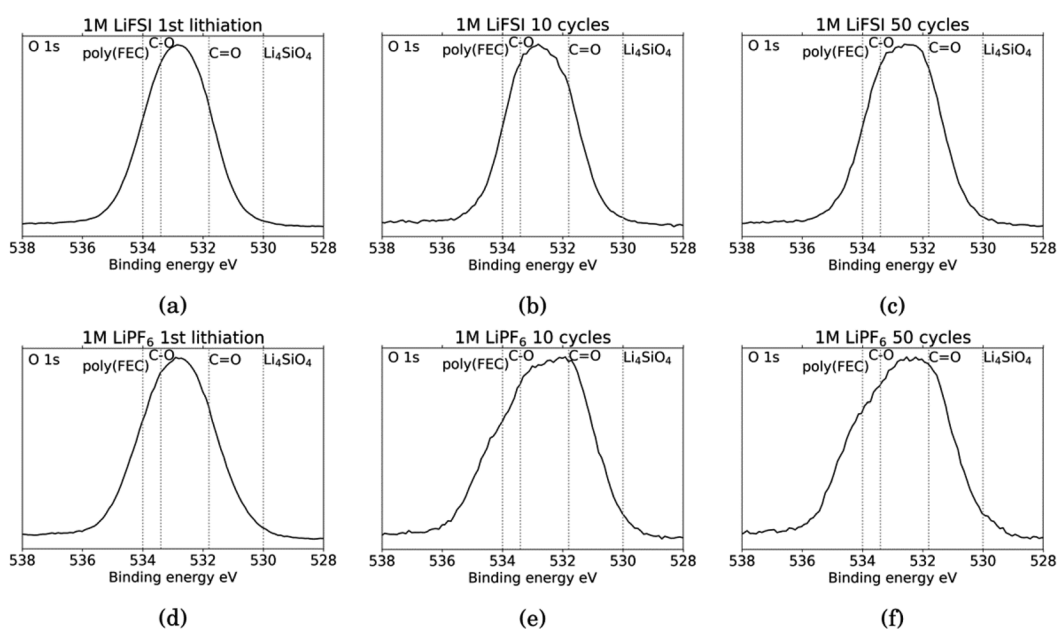 1M LiFSI 1st lithiation
O 1s
poly(FEC)
C-O
C=O
Li₄SiO₄
538 536 534 532 530 528
Binding energy eV
(a)
1M LiFSI 10 cycles
O 1s
poly(FEC)
C-O
C=O
Li₄SiO₄
538 536 534 532 530 528
Binding energy eV
(b)
1M LiFSI 50 cycles
O 1s
poly(FEC)
C-O
C=O
Li₄SiO₄
538 536 534 532 530 528
Binding energy eV
(c)
1M LiPF₆ 1st lithiation
O 1s
poly(FEC)
C-O
C=O
Li₄SiO₄
538 536 534 532 530 528
Binding energy eV
(d)
1M LiPF₆ 10 cycles
O 1s
poly(FEC)
C-O
C=O
Li₄SiO₄
538 536 534 532 530 528
Binding energy eV
(e)
1M LiPF₆ 50 cycles
O 1s
poly(FEC)
C-O
C=O
Li₄SiO₄
538 536 534 532 530 528
Binding energy eV
(f)